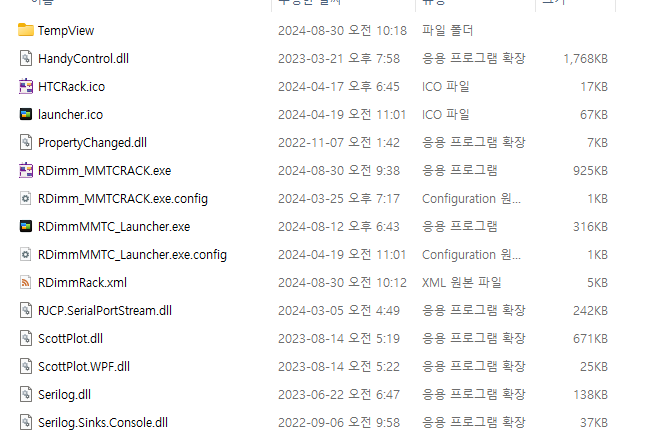 이름 수정한 날짜 유형 크기
TempView 2024-08-30 오전 10:18 파일 폴더
HandyControl.dll 2023-03-21 오후 7:58 응용 프로그램 확장 1,768KB
HTCRack.ico 2024-04-17 오후 6:45 ICO 파일 17KB
launcher.ico 2024-04-19 오전 11:01 ICO 파일 67KB
PropertyChanged.dll 2022-11-07 오전 1:42 응용 프로그램 확장 7KB
RDimm_MMTCRACK.exe 2024-08-30 오전 9:38 응용 프로그램 925KB
RDimm_MMTCRACK.exe.config 2024-03-25 오후 7:17 Configuration 원... 1KB
RDimmMMTC_Launcher.exe 2024-08-12 오후 6:43 응용 프로그램 316KB
RDimmMMTC_Launcher.exe.config 2024-04-19 오전 11:01 Configuration 원... 1KB
RDimmRack.xml 2024-08-30 오전 10:12 XML 원본 파일 5KB
RJCP.SerialPortStream.dll 2024-03-05 오전 4:49 응용 프로그램 확장 242KB
ScottPlot.dll 2023-08-14 오전 5:19 응용 프로그램 확장 671KB
ScottPlot.WPF.dll 2023-08-14 오전 5:22 응용 프로그램 확장 25KB
Serilog.dll 2023-06-22 오전 6:47 응용 프로그램 확장 138KB
Serilog.Sinks.Console.dll 2022-09-06 오전 9:58 응용 프로그램 확장 37KB